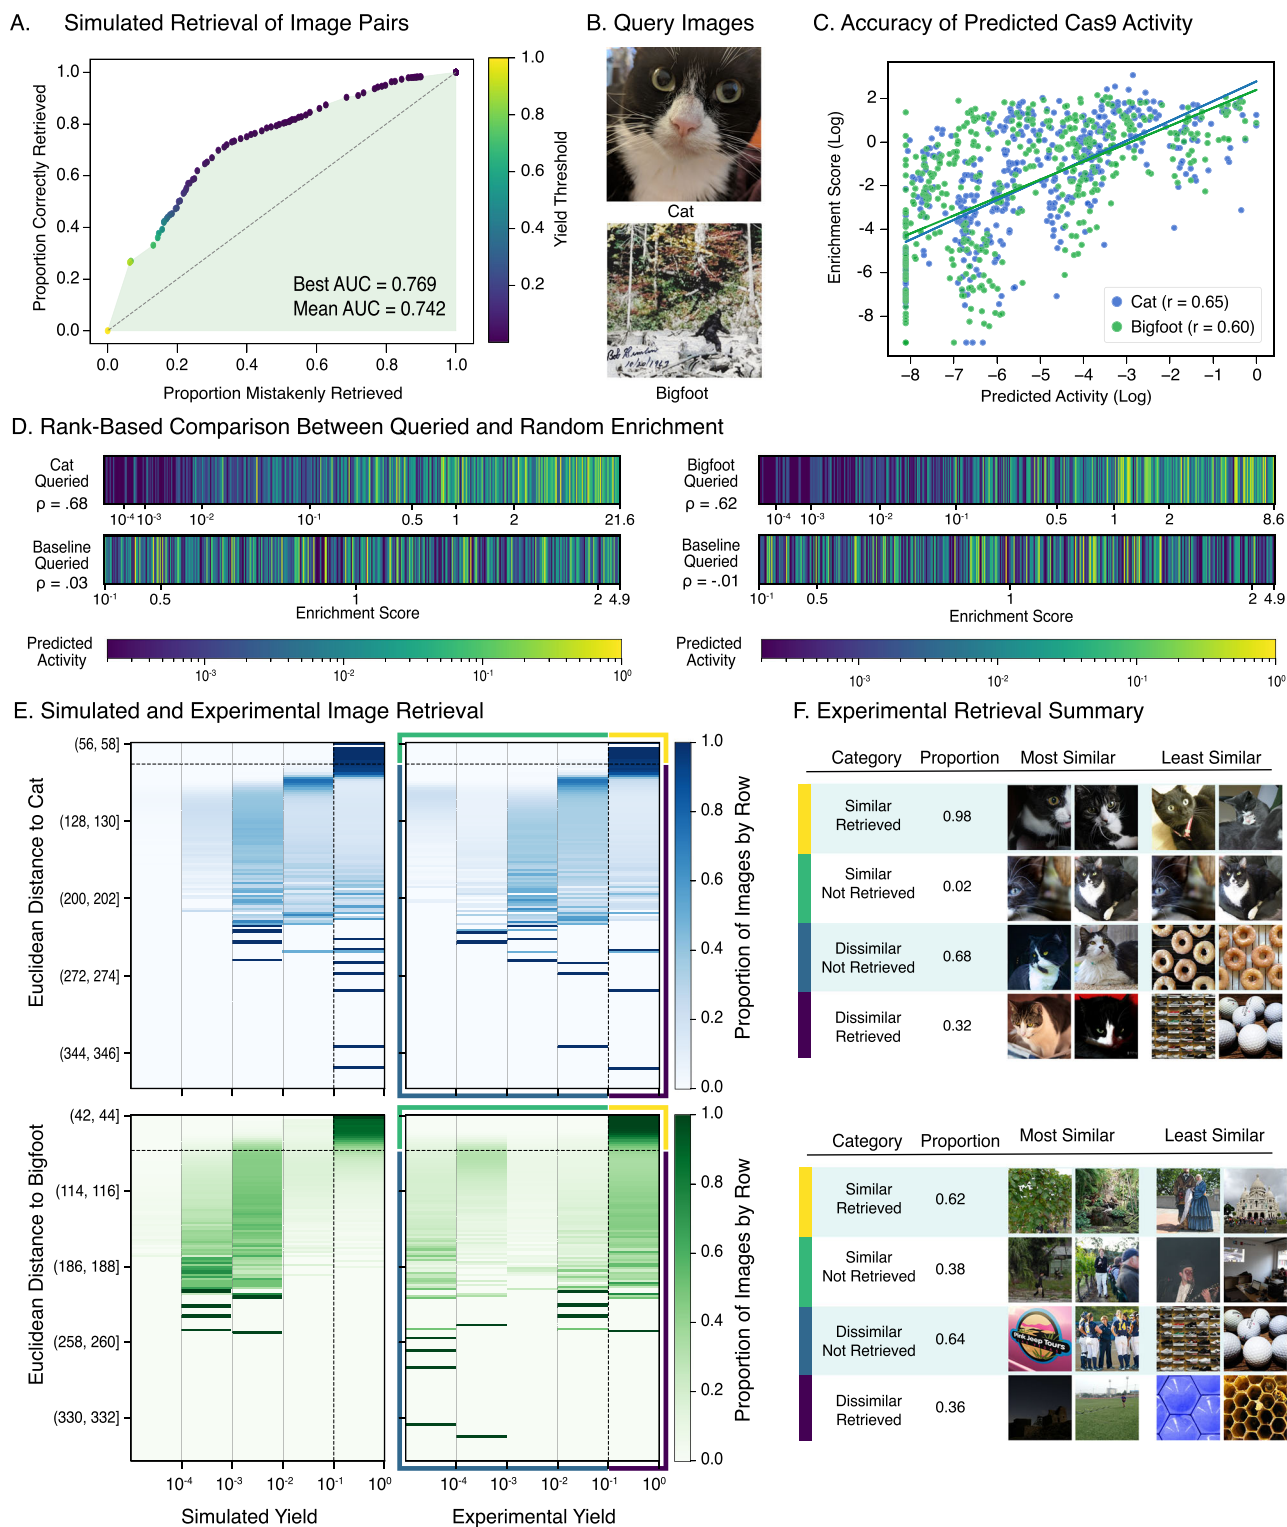 A. Simulated Retrieval of Image Pairs
Proportion Correctly Retrieved
1.0
0.8
0.6
0.4
0.2
0.0
0.0 0.2 0.4 0.6 0.8 1.0
Proportion Mistakenly Retrieved
Best AUC = 0.769
Mean AUC = 0.742
1.0
0.8
0.6
0.4
0.2
Yield Threshold
B. Query Images
Cat
Bob Gimlin
Bigfoot
C. Accuracy of Predicted Cas9 Activity
Enrichment Score (Log)
2
0
-2
-4
-6
-8
−8 −7 −6 −5 −4 −3 −2 −1 0
Predicted Activity (Log)
Cat (r = 0.65)
Bigfoot (r = 0.60)
D. Rank-Based Comparison Between Queried and Random Enrichment
Cat
Queried
ρ = .68
10⁻⁴ 10⁻³ 10⁻² 10⁻¹ 0.5 1 2 21.6
Baseline
Queried
ρ = .03
10⁻¹ 0.5 1 2 4.9
Enrichment Score
Predicted
Activity
10⁻³ 10⁻² 10⁻¹ 10⁰
Bigfoot
Queried
ρ = .62
10⁻⁴ 10⁻³ 10⁻² 10⁻¹ 0.5 1 2 8.6
Baseline
Queried
ρ = -.01
10⁻¹ 0.5 1 2 4.9
Enrichment Score
Predicted
Activity
10⁻³ 10⁻² 10⁻¹ 10⁰
E. Simulated and Experimental Image Retrieval
Euclidean Distance to Cat
(56, 58]
(128, 130]
(200, 202]
(272, 274]
(344, 346]
1.0
0.8
0.6
0.4
0.2
0.0
Proportion of Images by Row
Euclidean Distance to Bigfoot
(42, 44]
(114, 116]
(186, 188]
(258, 260]
(330, 332]
1.0
0.8
0.6
0.4
0.2
0.0
Proportion of Images by Row
10⁻⁴ 10⁻³ 10⁻² 10⁻¹ 10⁰
Simulated Yield
10⁻⁴ 10⁻³ 10⁻² 10⁻¹ 10⁰
Experimental Yield
F. Experimental Retrieval Summary
Category Proportion Most Similar Least Similar
Similar
Retrieved
0.98
Similar
Not Retrieved
0.02
Dissimilar
Not Retrieved
0.68
Dissimilar
Retrieved
0.32
Category Proportion Most Similar Least Similar
Similar
Retrieved
0.62
Similar
Not Retrieved
0.38
Dissimilar
Not Retrieved
0.64
Pink Jeep Tours
Dissimilar
Retrieved
0.36